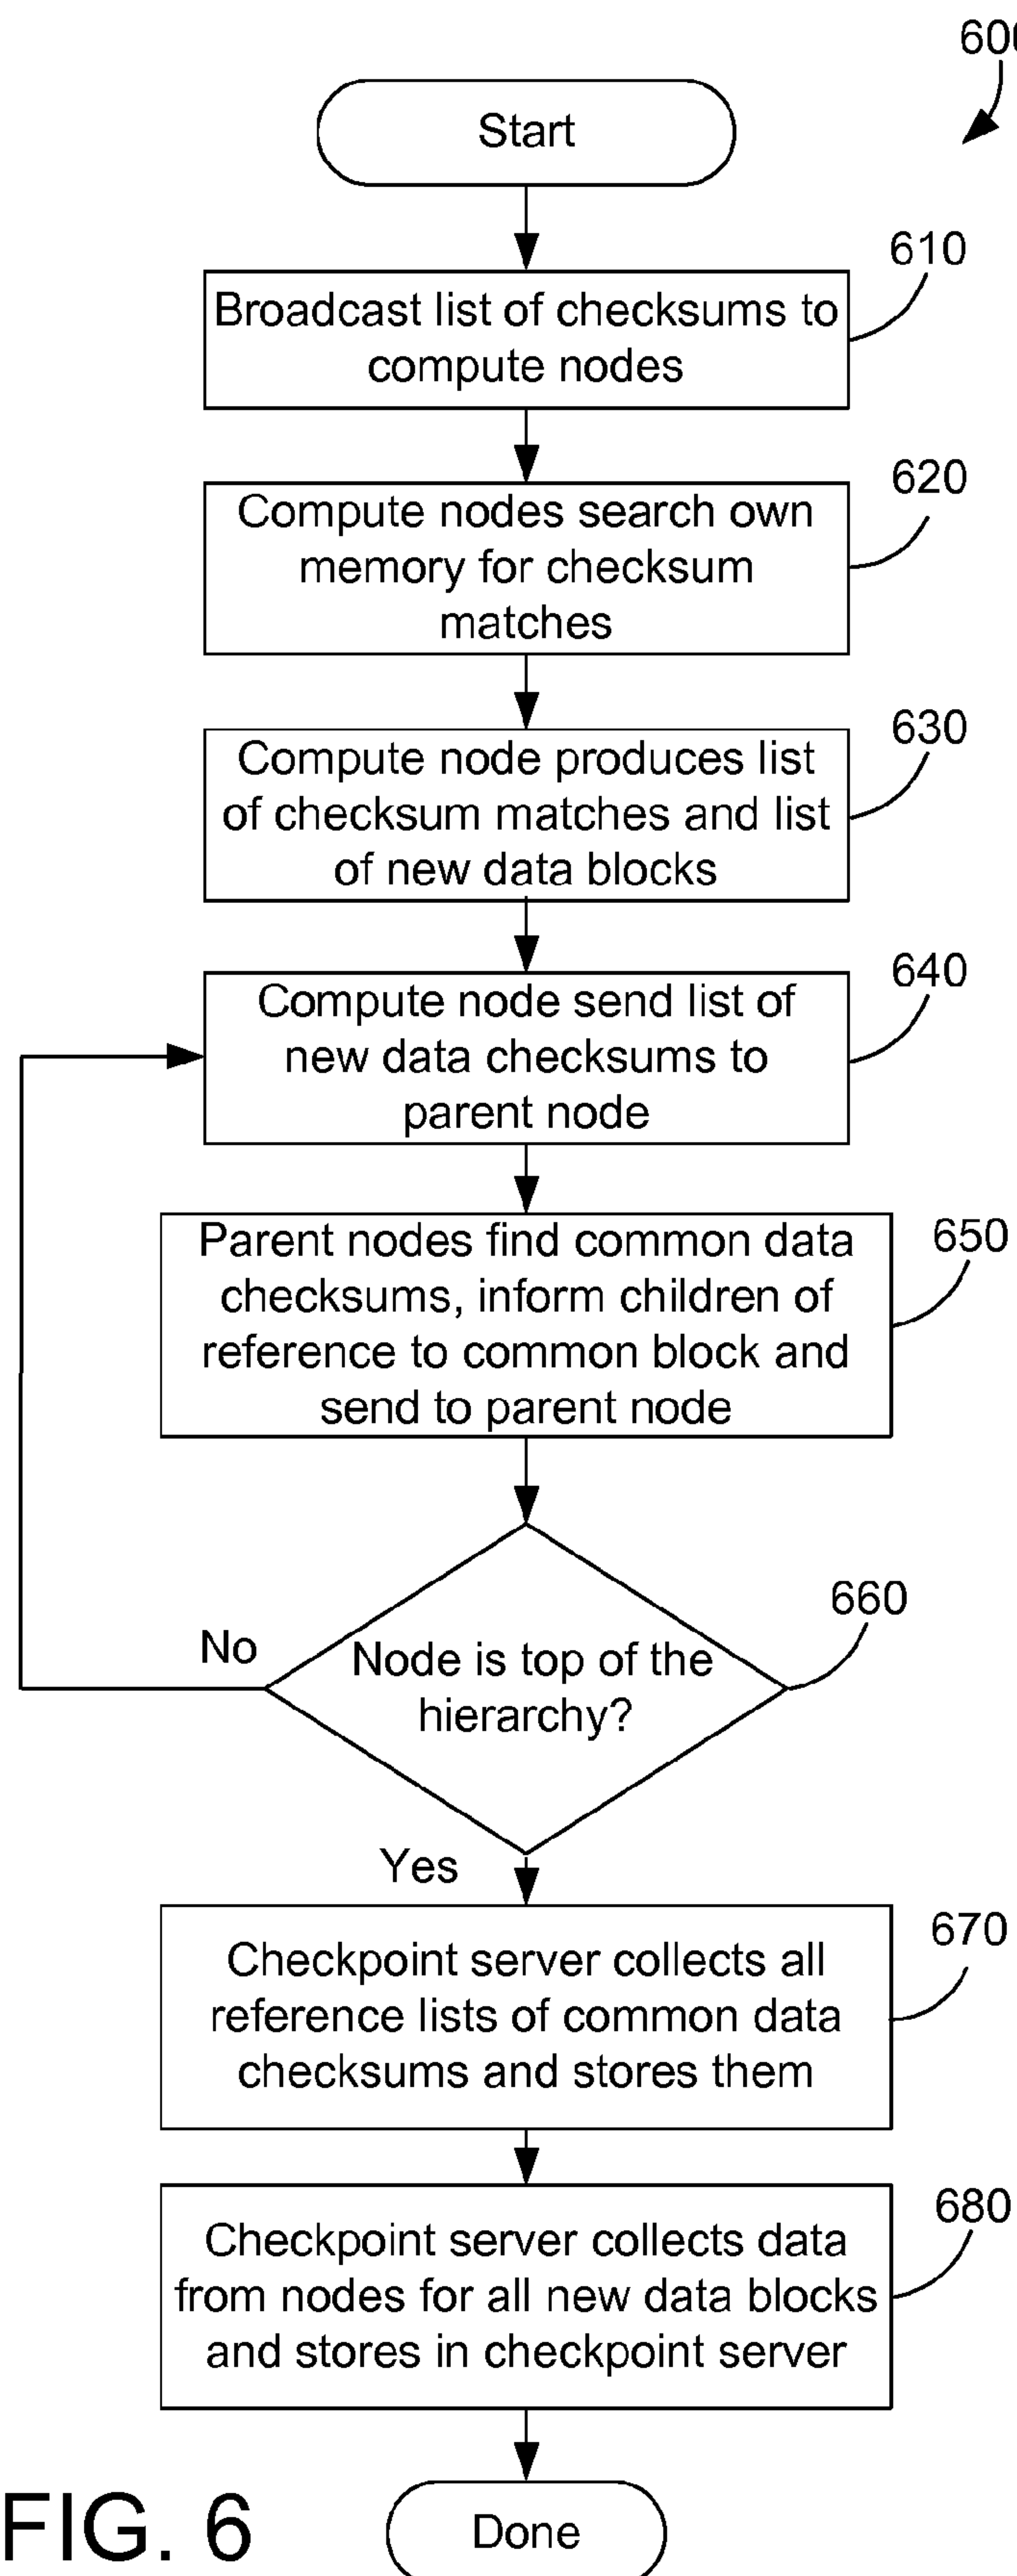 600
Start
610
Broadcast list of checksums to
compute nodes
620
Compute nodes search own
memory for checksum
matches
630
Compute node produces list
of checksum matches and list
of new data blocks
640
Compute node send list of
new data checksums to
parent node
650
Parent nodes find common data
checksums, inform children of
reference to common block and
send to parent node
660
No
Node is top of the
hierarchy?
Yes
670
Checkpoint server collects all
reference lists of common data
checksums and stores them
680
Checkpoint server collects data
from nodes for all new data blocks
and stores in checkpoint server
FIG. 6
Done